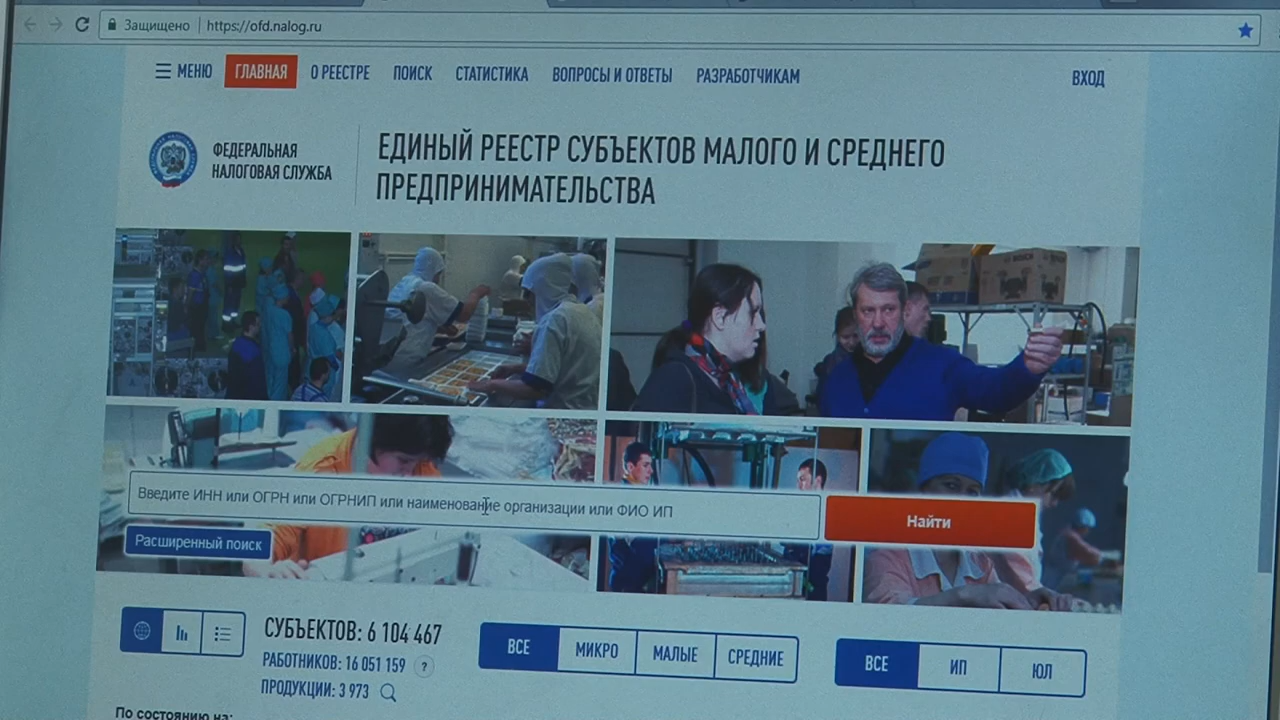 Защищено https://ofd.nalog.ru
МЕНЮ ГЛАВНАЯ О РЕЕСТРЕ ПОИСК СТАТИСТИКА ВОПРОСЫ И ОТВЕТЫ РАЗРАБОТЧИКАМ ВХОД
ФЕДЕРАЛЬНАЯ
НАЛОГОВАЯ СЛУЖБА
ЕДИНЫЙ РЕЕСТР СУБЪЕКТОВ МАЛОГО И СРЕДНЕГО
ПРЕДПРИНИМАТЕЛЬСТВА
Введите ИНН или ОГРН или ОГРНИП или наименование организации или ФИО ИП
Найти
Расширенный поиск
СУБЪЕКТОВ: 6 104 467
РАБОТНИКОВ: 16 051 159 ?
ПРОДУКЦИИ: 3 973
ВСЕ МИКРО МАЛЫЕ СРЕДНИЕ
ВСЕ ИП ЮЛ
По состоянию на: